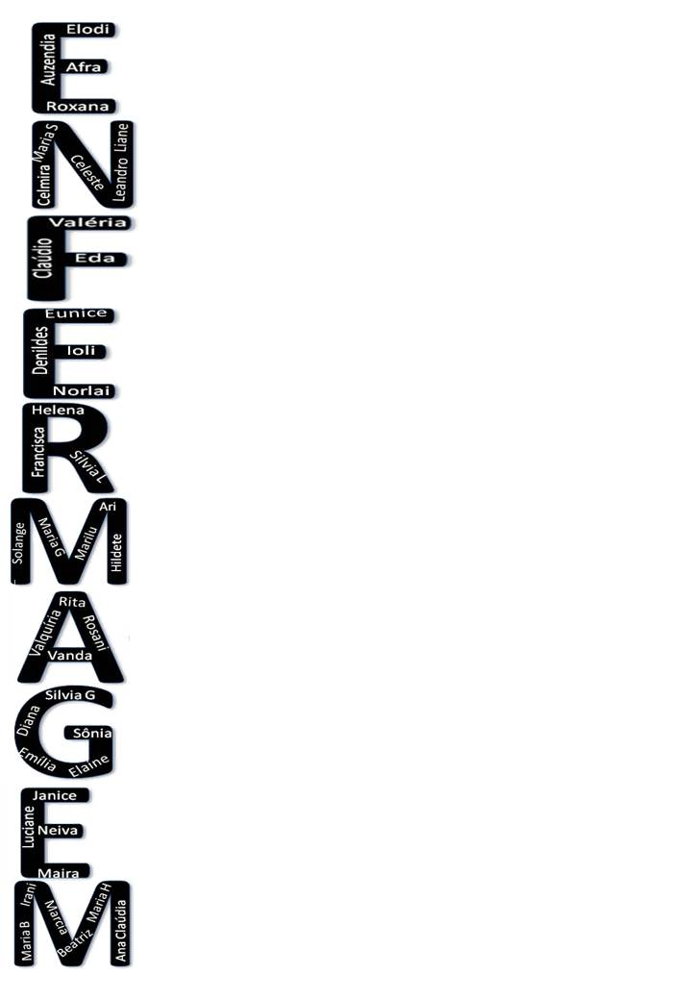 E
Elodi
Auzendia
Afra
Roxana
N
Celmira Maria S
Celeste
Leandro Liane
F
Valéria
Claúdio
Eda
E
Eunice
Denildes
Ioli
Norlai
R
Helena
Francisca
Silvia L
M
Solange
Maria G
Marilu
Ari
Hildete
A
Rita
Valquíria
Rosani
Vanda
G
Silvia G
Diana
Sônia
Emília
Elaine
E
Janice
Luciane
Neiva
Maira
M
Maria B Irani
Marcia
Beatriz
Maria H
Ana Claúdia